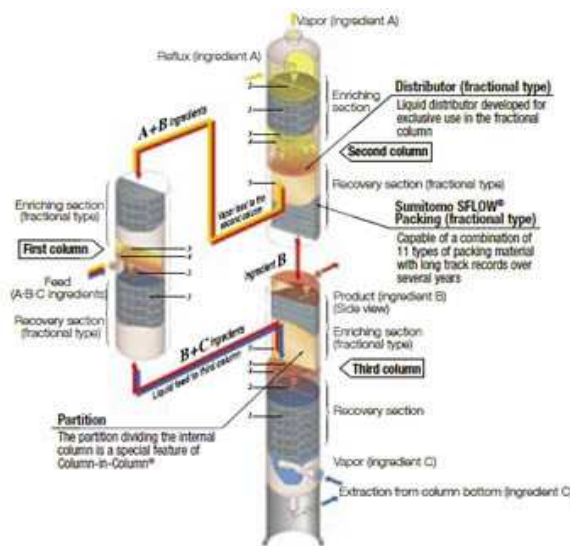 Vapor (ingredient A)
Reflux (ingredient A)
Enriching
section
Distributor (fractional type)
Liquid distributor developed for
exclusive use in the fractional
column
Second column
Recovery section (fractional type)
Sumitomo SFLOW®
Packing (fractional type)
Capable of a combination of
11 types of packing material
with long track records over
several years
A+B ingredients
Vapor feed to the
second column
Enriching section
(fractional type)
First column
Feed
(A·B·C ingredients)
Recovery section
(fractional type)
Ingredient B
Product (ingredient B)
(Side view)
Enriching section
(fractional type)
B+C ingredients
Liquid feed to Third column
Third column
Partition
The partition dividing the internal
column is a special feature of
Column-in-Column®
Recovery section
Vapor (ingredient C)
Extraction from column bottom (ingredient C)